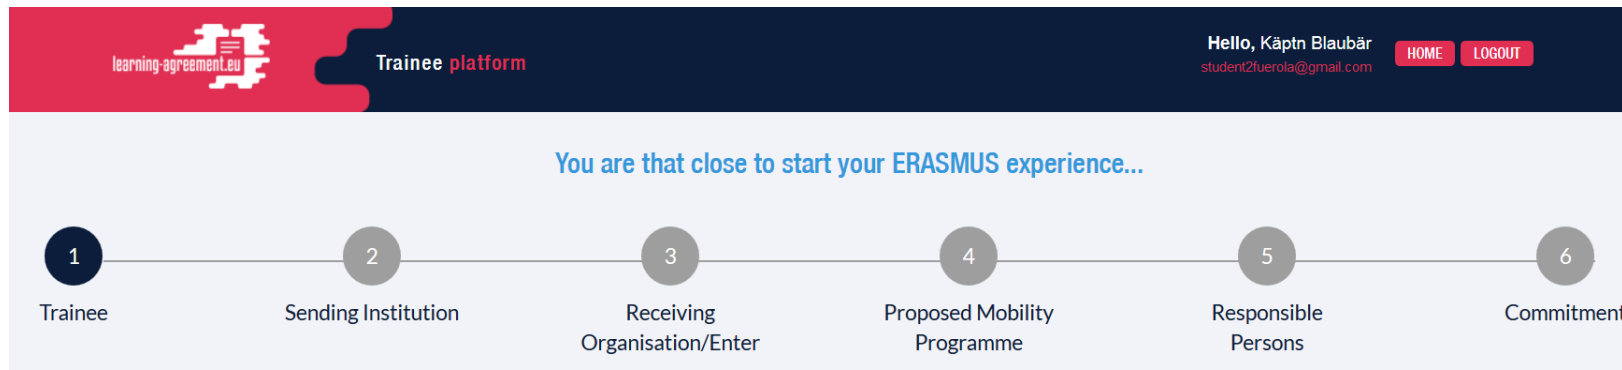 learning-agreement.eu
Trainee platform
Hello, Käptn Blaubär
student2fuerola@gmail.com
HOME
LOGOUT
You are that close to start your ERASMUS experience...
1
Trainee
2
Sending Institution
3
Receiving
Organisation/Enter
4
Proposed Mobility
Programme
5
Responsible
Persons
6
Commitment